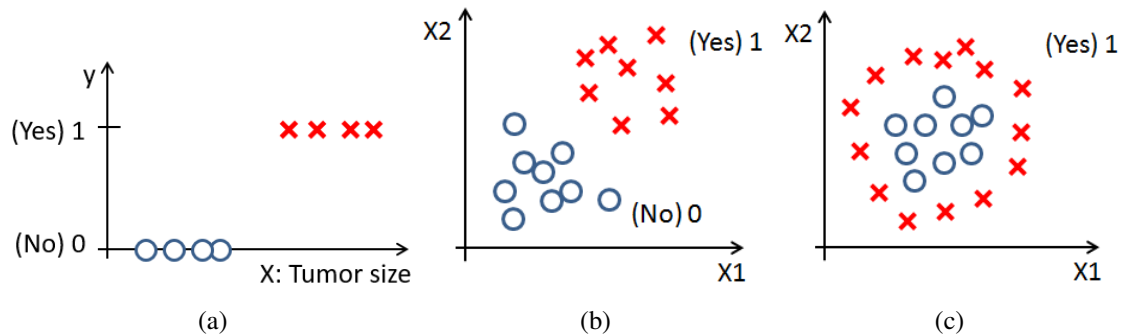 y
(Yes) 1
(No) 0
X: Tumor size
(a)
X2
(Yes) 1
(No) 0
X1
(b)
X2
(Yes) 1
X1
(c)